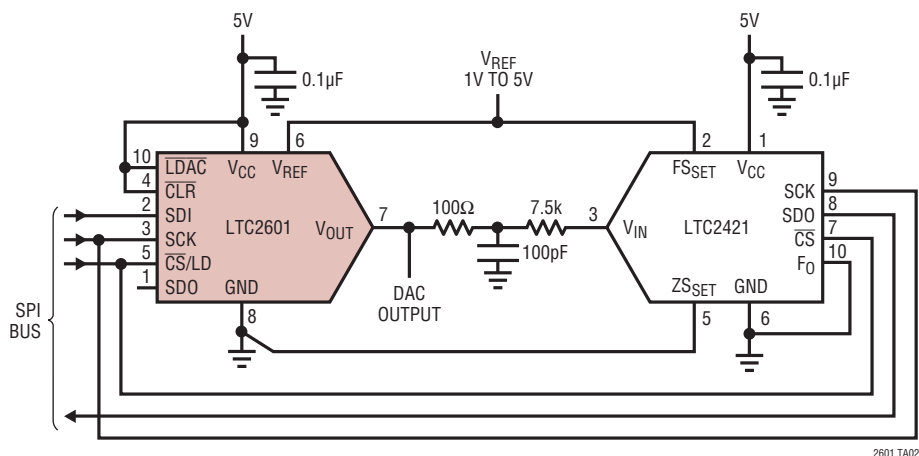 5V
0.1µF
9
6
10
LDAC
VCC
VREF
4
CLR
2
SDI
3
SCK
LTC2601
VOUT
7
5
CS/LD
1
SDO
GND
8
SPI
BUS
VREF
1V TO 5V
100Ω
7.5k
100pF
DAC
OUTPUT
5V
0.1µF
2
1
FSSET
VCC
9
SCK
8
SDO
3
VIN
LTC2421
7
CS
10
FO
ZSSET
GND
5
6
2601 TA02